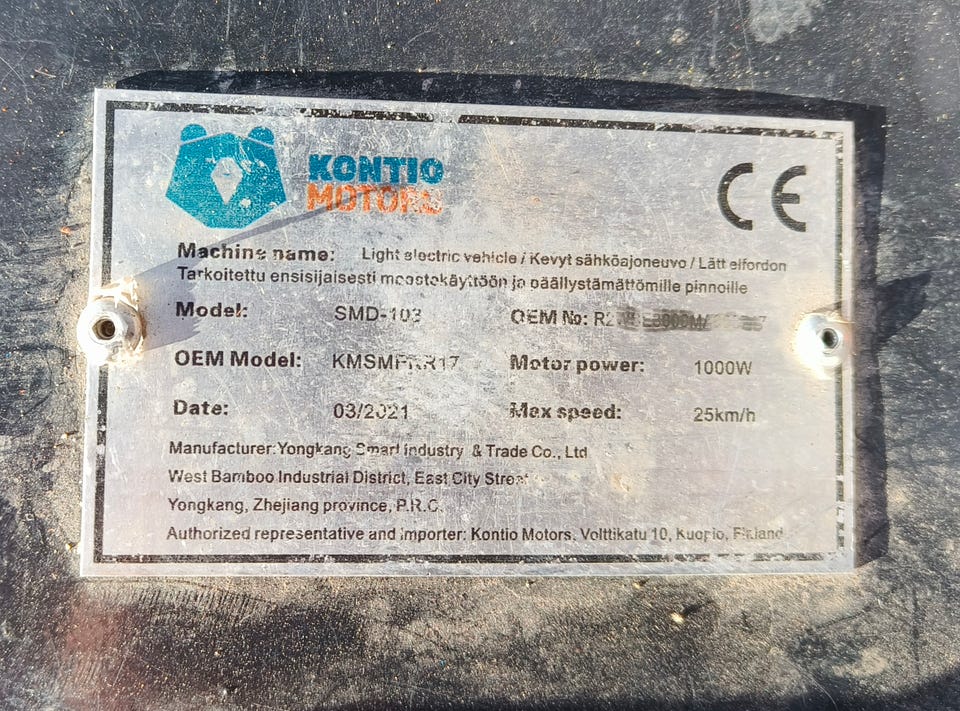 KONTIO
MOTORS
CE
Machine name: Light electric vehicle / Kevyt sähköajoneuvo / Lätt elfordon
Tarkoitettu ensisijaisesti maastokäyttöön ja päällystämättömille pinnoille
Model: SMD-103 OEM No:
OEM Model: Motor power: 1000W
Date: 03/2021 Max speed: 25km/h
Manufacturer: Yongkang Smart Industry & Trade Co., Ltd
West Bamboo Industrial District, East City Street
Yongkang, Zhejiang province, P.R.C.
Authorized representative and Importer: Kontio Motors, Volttikatu 10, Kuopio, Finland